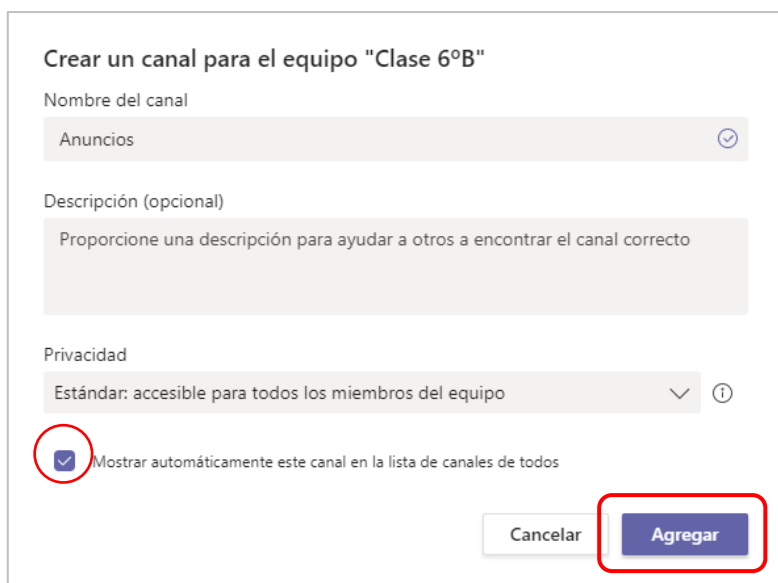 Crear un canal para el equipo "Clase 6ºB"
Nombre del canal
Anuncios
Descripción (opcional)
Proporcione una descripción para ayudar a otros a encontrar el canal correcto
Privacidad
Estándar: accesible para todos los miembros del equipo
Mostrar automáticamente este canal en la lista de canales de todos
Cancelar
Agregar